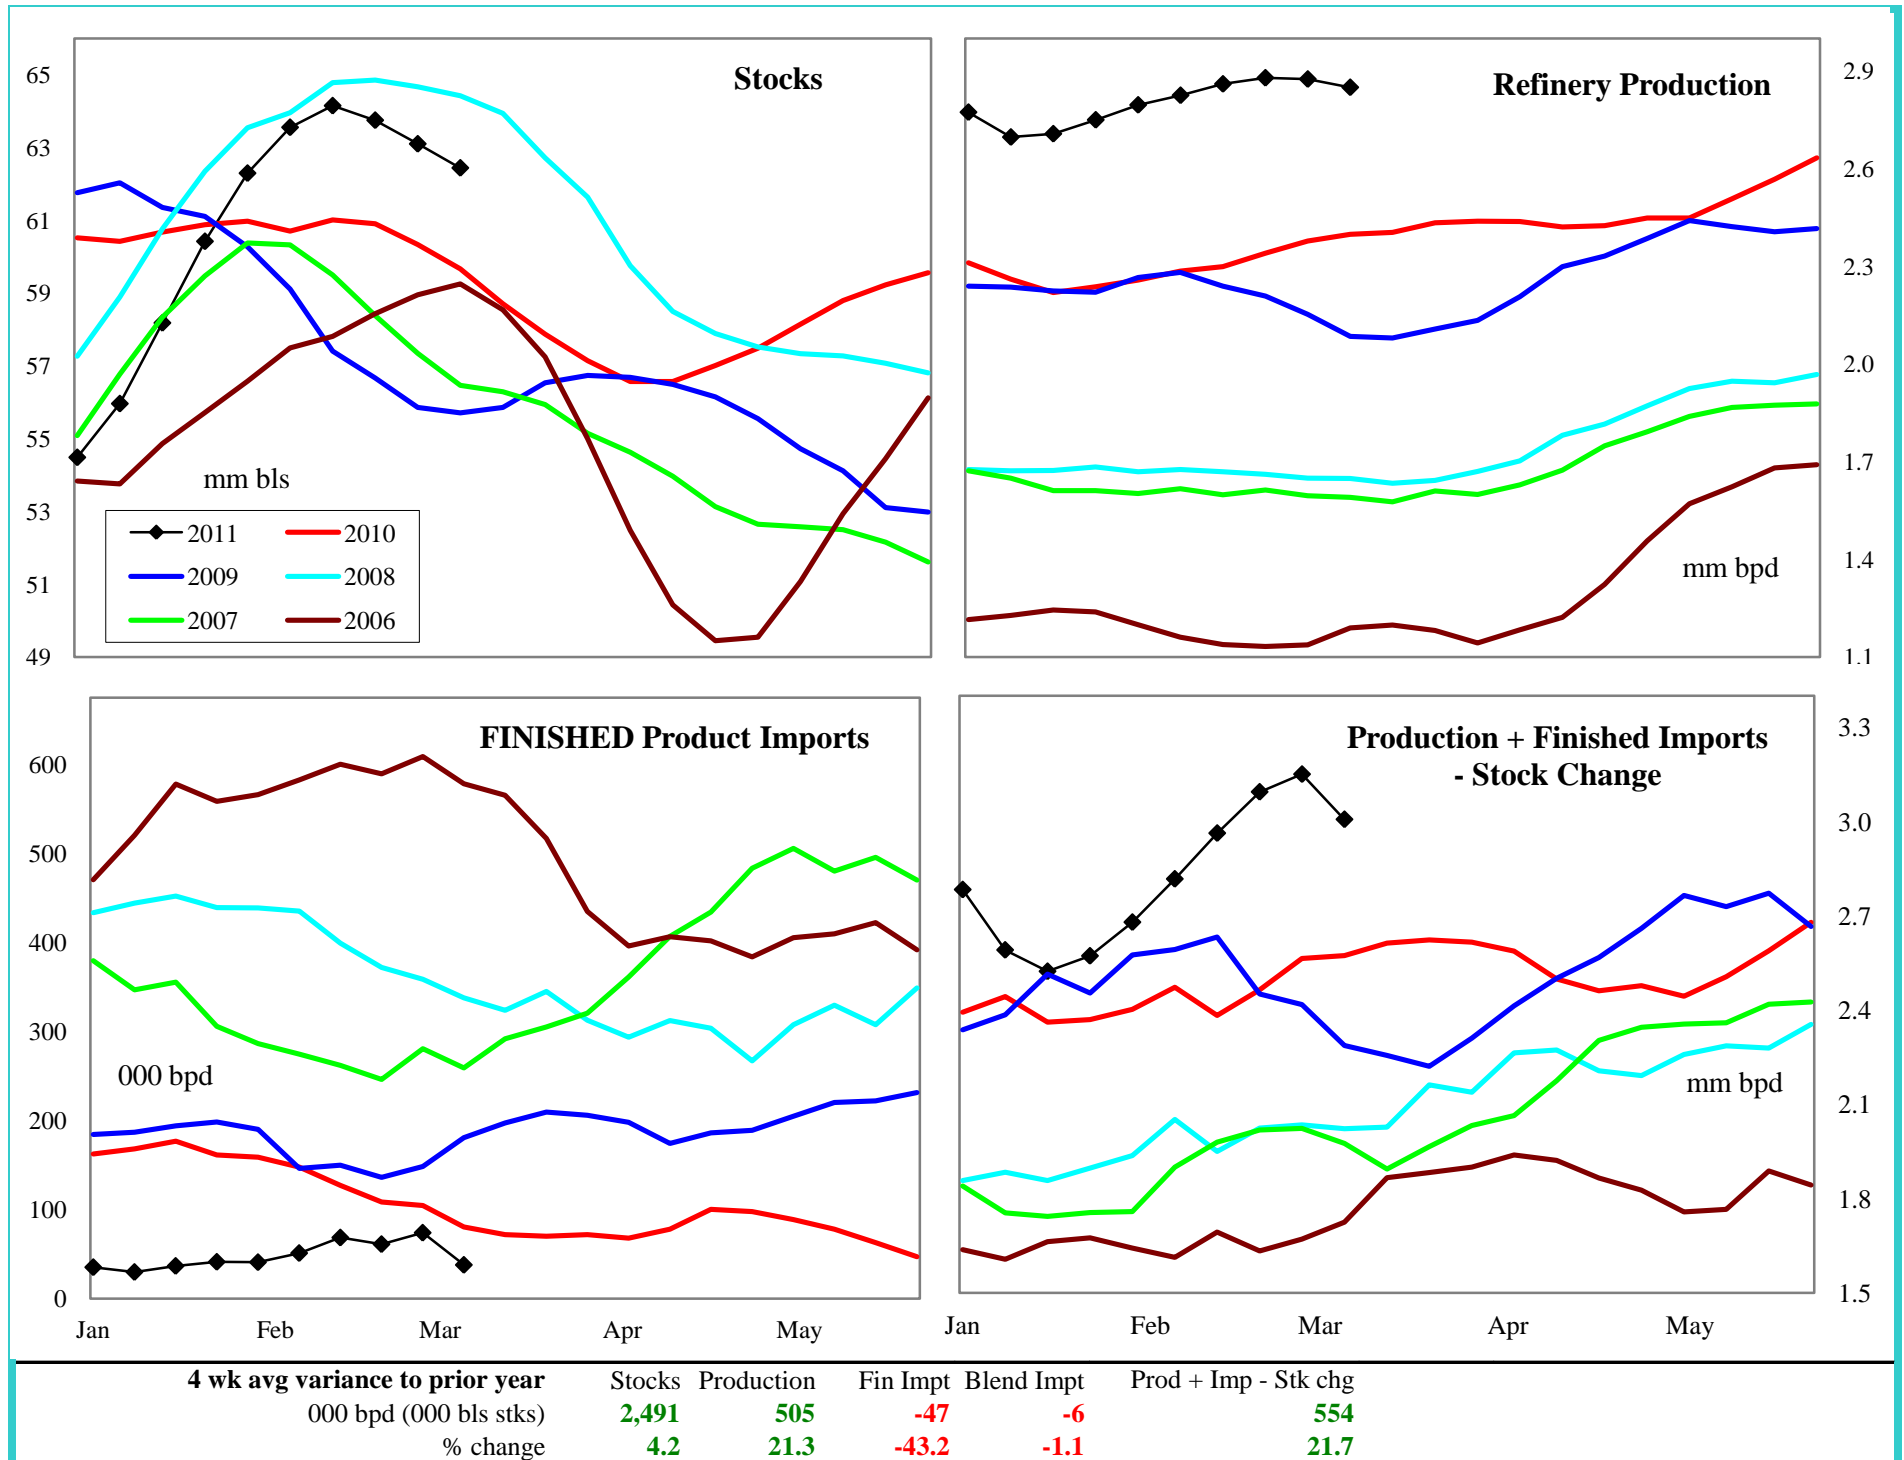 Stocks
65
63
61
59
57
55
53
51
49
mm bls
2011 2010
2009 2008
2007 2006
Refinery Production
2.9
2.6
2.3
2.0
1.7
1.4
1.1
mm bpd
FINISHED Product Imports
600
500
400
300
200
100
0
000 bpd
Jan Feb Mar Apr May
Production + Finished Imports
- Stock Change
3.3
3.0
2.7
2.4
2.1
1.8
1.5
mm bpd
Jan Feb Mar Apr May
4 wk avg variance to prior year Stocks Production Fin Impt Blend Impt Prod + Imp - Stk chg
000 bpd (000 bls stks) 2,491 505 -47 -6 554
% change 4.2 21.3 -43.2 -1.1 21.7